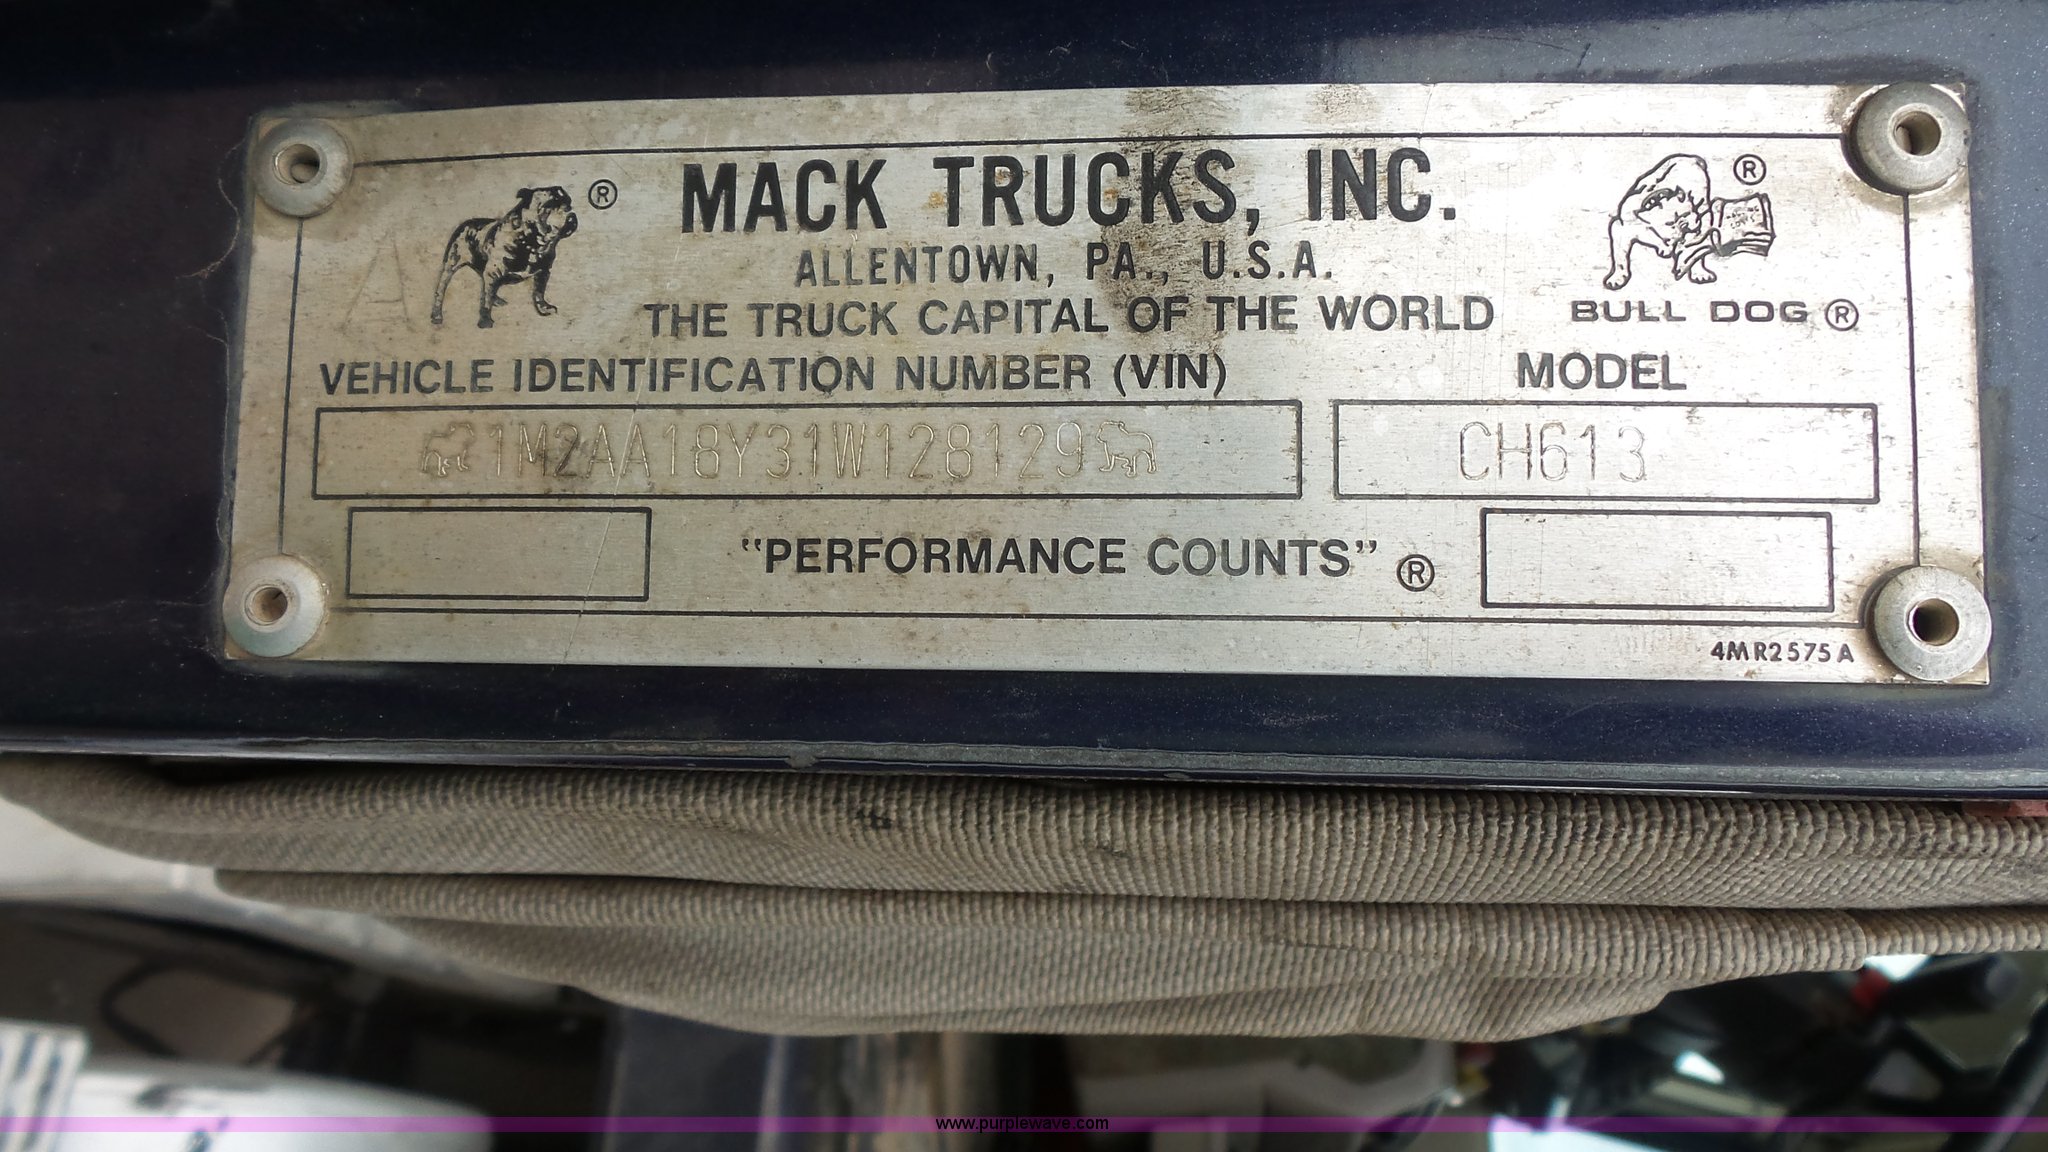 ® MACK TRUCKS, INC. ®
ALLENTOWN, PA., U.S.A.
THE TRUCK CAPITAL OF THE WORLD
BULL DOG ®
VEHICLE IDENTIFICATION NUMBER (VIN) MODEL
1M2AA18Y31W128129 CH613
"PERFORMANCE COUNTS" ®
4MR2575A
www.purplewave.com